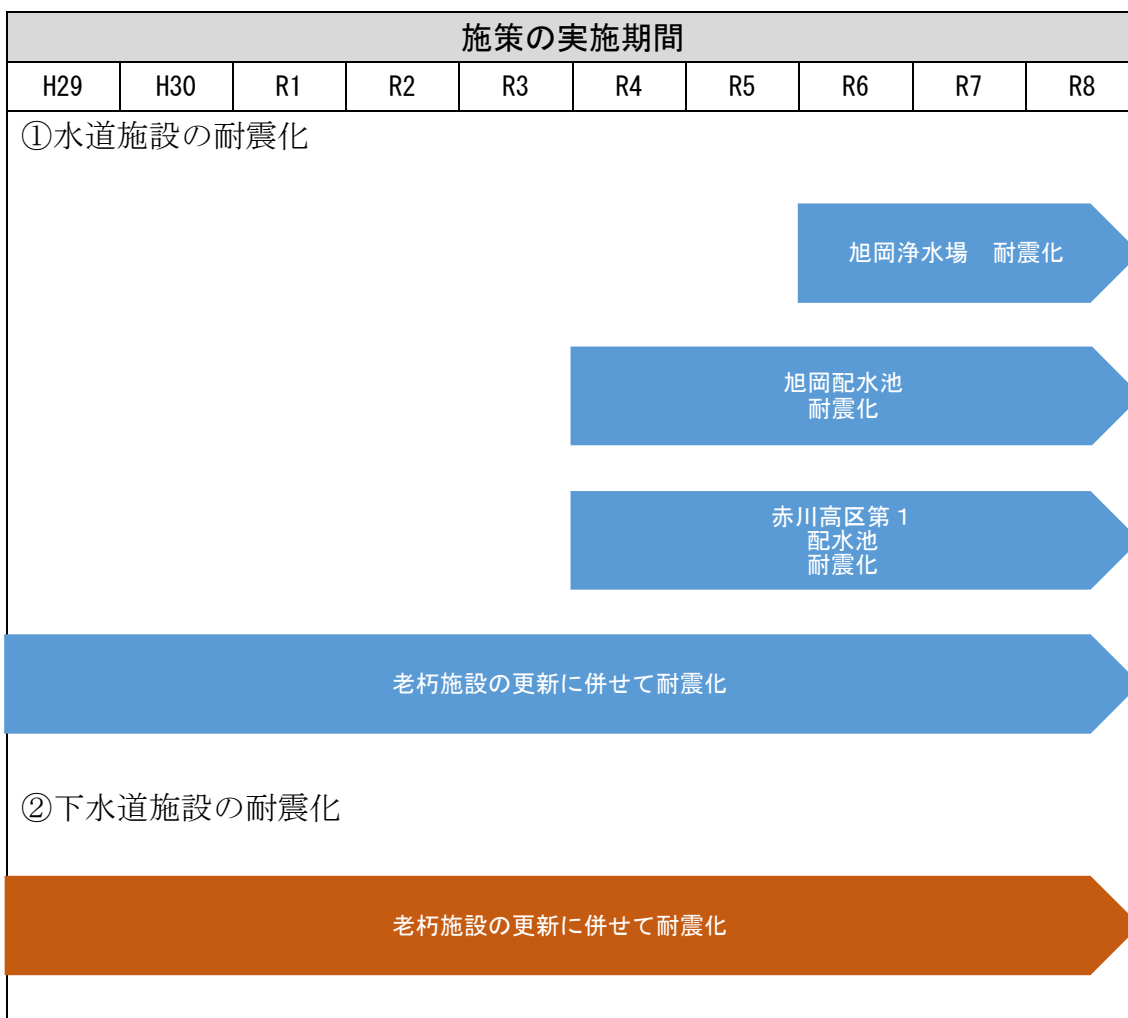 施策の実施期間
H29 H30 R1 R2 R3 R4 R5 R6 R7 R8
①水道施設の耐震化
旭岡浄水場　耐震化
旭岡配水池
耐震化
赤川高区第１
配水池
耐震化
老朽施設の更新に併せて耐震化
②下水道施設の耐震化
老朽施設の更新に併せて耐震化